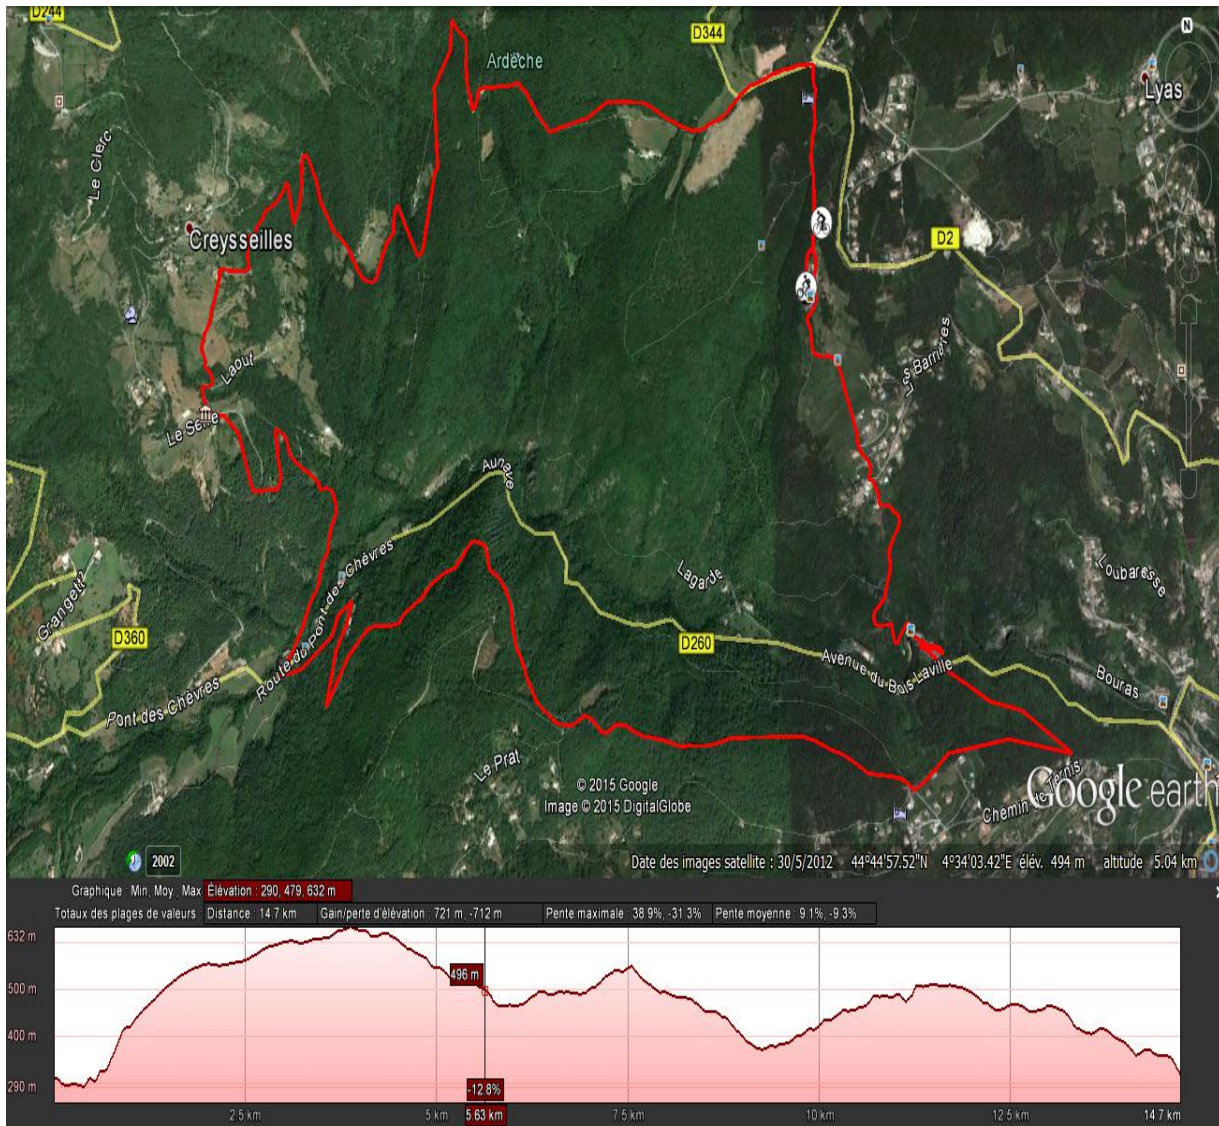 D244
D344
Ardèche
Lyas
Le Clerc
Creysseilles
D2
Laout
Les Barrières
Le Serre
Aunave
Route du Pont des Chèvres
Lagarde
Loubaresse
Grangette
D360
D260
Avenue du Bois Laville
Bouras
Pont des Chèvres
Le Prat
© 2015 Google
Image © 2015 DigitalGlobe
Chemin de Ternis
Google earth
2002
Date des images satellite : 30/5/2012 44°44'57.52"N 4°34'03.42"E élév. 494 m altitude 5.04 km
Graphique : Min, Moy., Max Élévation : 290, 479, 632 m
Totaux des plages de valeurs Distance : 14.7 km Gain/perte d'élévation : 721 m, -712 m Pente maximale : 38.9%, -31.3% Pente moyenne : 9.1%, -9.3%
632 m
496 m
500 m
400 m
290 m
-12.8%
2.5 km 5 km 5.63 km 7.5 km 10 km 12.5 km 14.7 km